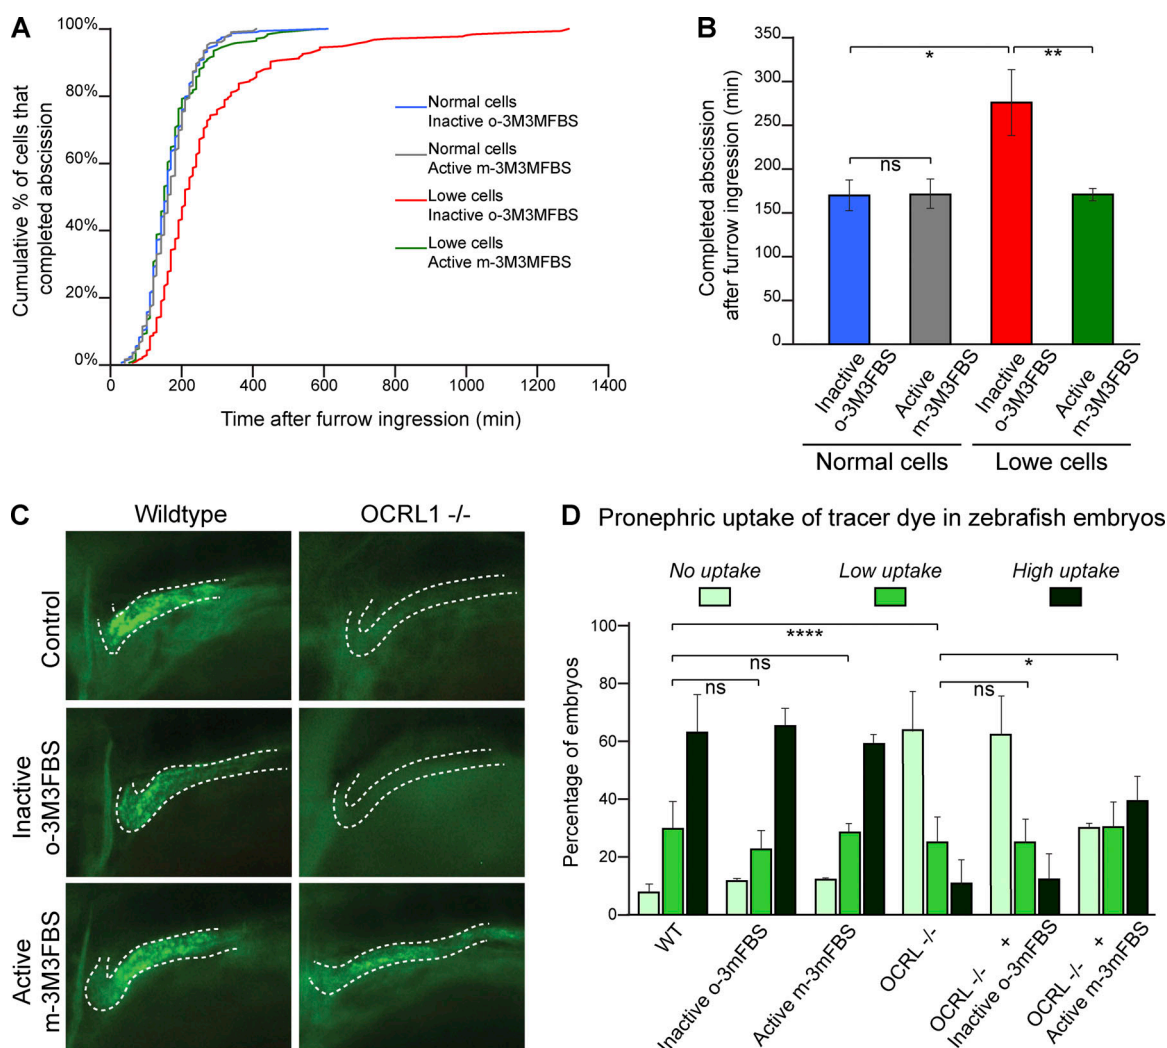 A
Cumulative % of cells that
completed abscission
100%
80%
60%
40%
20%
0%
0
200
400
600
800
1000
1200
1400
Time after furrow ingression (min)
Normal cells
Inactive o-3M3MFBS
Normal cells
Active m-3M3MFBS
Lowe cells
Inactive o-3M3MFBS
Lowe cells
Active m-3M3MFBS
B
Completed abscission
after furrow ingression (min)
350
300
250
200
150
100
50
0
*
**
ns
Inactive
o-3M3FBS
Active
m-3M3FBS
Inactive
o-3M3FBS
Active
m-3M3FBS
Normal cells
Lowe cells
C
Wildtype
OCRL1 -/-
Control
Inactive
o-3M3FBS
Active
m-3M3FBS
D Pronephric uptake of tracer dye in zebrafish embryos
No uptake
Low uptake
High uptake
Percentage of embryos
100
80
60
40
20
0
****
ns
ns
*
ns
WT
Inactive o-3mFBS
Active m-3mFBS
OCRL -/-
OCRL -/-
+
Inactive o-3mFBS
OCRL -/-
+
Active m-3mFBS